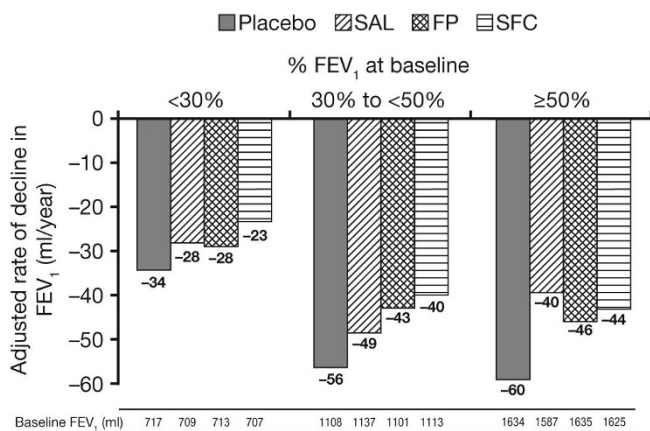 Placebo SAL FP SFC
% FEV₁ at baseline
<30% 30% to <50% ≥50%
Adjusted rate of decline in
FEV₁ (ml/year)
0
–10
–20
–30
–40
–50
–60
–34 –28 –28 –23
–56 –49 –43 –40
–60 –40 –46 –44
Baseline FEV₁ (ml) 717 709 713 707 1108 1137 1101 1113 1634 1587 1635 1625